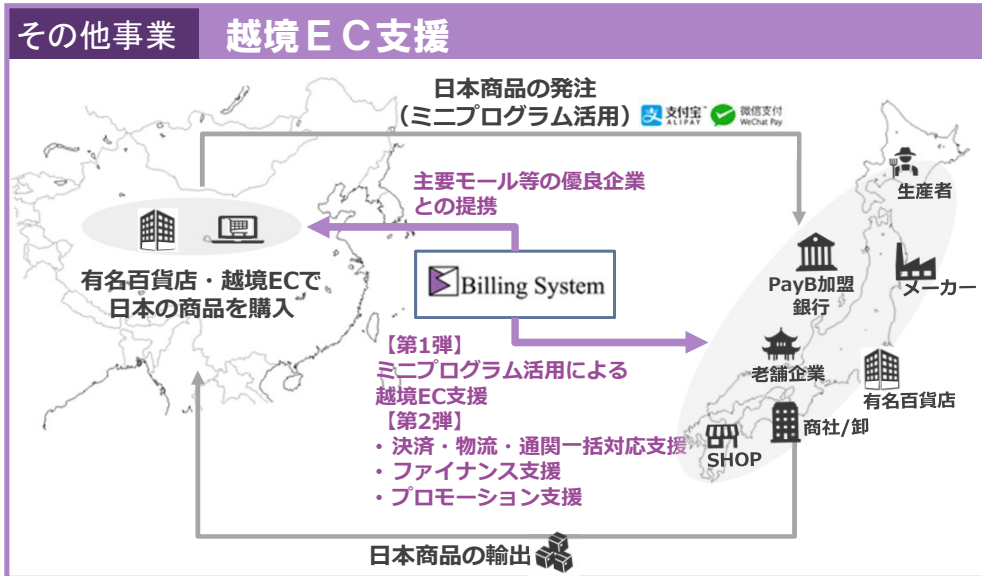 その他事業
越境ＥＣ支援
日本商品の発注
（ミニプログラム活用）
支付宝™
ALIPAY
微信支付
WeChat Pay
主要モール等の優良企業
との提携
生産者
有名百貨店・越境ECで
日本の商品を購入
Billing System
PayB加盟
銀行
メーカー
【第1弾】
ミニプログラム活用による
越境EC支援
【第2弾】
・決済・物流・通関一括対応支援
・ファイナンス支援
・プロモーション支援
老舗企業
有名百貨店
商社/卸
SHOP
日本商品の輸出